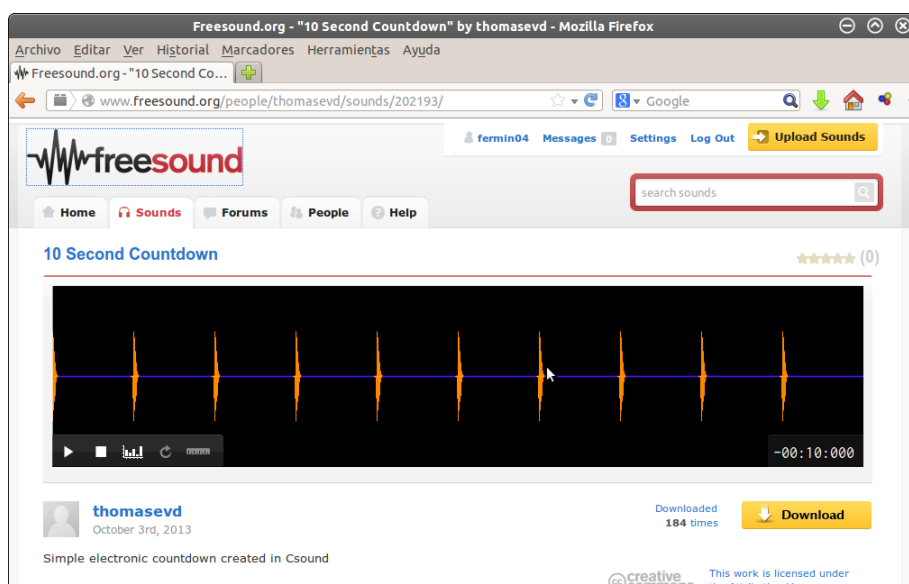 Freesound.org - "10 Second Countdown" by thomasevd - Mozilla Firefox
Archivo Editar Ver Historial Marcadores Herramientas Ayuda
Freesound.org - "10 Second Co...
www.freesound.org/people/thomasevd/sounds/202193/ Google
fermin04 Messages 0 Settings Log Out Upload Sounds
freesound
search sounds
Home Sounds Forums People Help
10 Second Countdown (0)
-00:10:000
thomasevd
October 3rd, 2013
Downloaded
184 times
Download
Simple electronic countdown created in Csound
cc creative commons
This work is licensed under